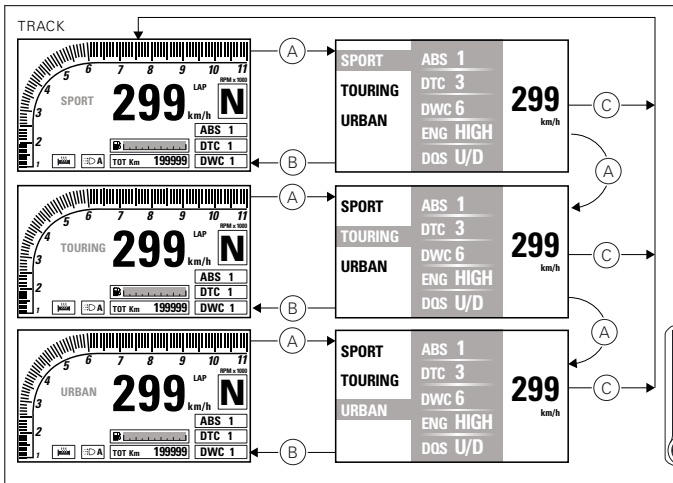 TRACK
1 2 3 4 5 6 7 8 9 10 11
RPM x 1000
SPORT
299 km/h
LAP
N
ABS 1
DTC 1
DWC 1
A
TOT Km 199999
A
B
SPORT
TOURING
URBAN
ABS 1
DTC 3
DWC 6
ENG HIGH
DQS U/D
299
km/h
C
A
1 2 3 4 5 6 7 8 9 10 11
RPM x 1000
TOURING
299 km/h
LAP
N
ABS 1
DTC 1
DWC 1
A
TOT Km 199999
A
B
SPORT
TOURING
URBAN
ABS 1
DTC 3
DWC 6
ENG HIGH
DQS U/D
299
km/h
C
A
1 2 3 4 5 6 7 8 9 10 11
RPM x 1000
URBAN
299 km/h
LAP
N
ABS 1
DTC 1
DWC 1
A
TOT Km 199999
A
B
SPORT
TOURING
URBAN
ABS 1
DTC 3
DWC 6
ENG HIGH
DQS U/D
299
km/h
C